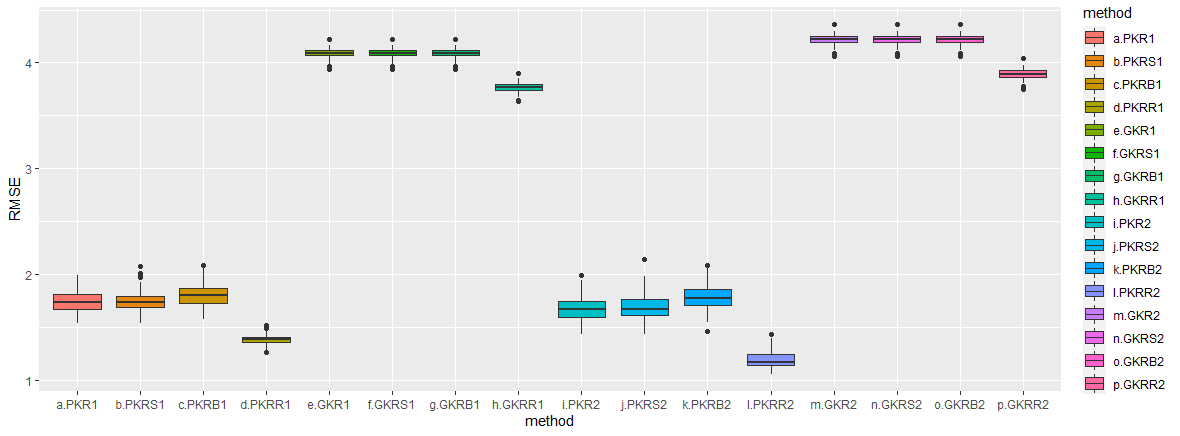 RMSE
4
3
2
1
a.PKR1 b.PKRS1 c.PKRB1 d.PKRR1 e.GKR1 f.GKRS1 g.GKRB1 h.GKRR1 i.PKR2 j.PKRS2 k.PKRB2 l.PKRR2 m.GKR2 n.GKRS2 o.GKRB2 p.GKRR2
method
method
a.PKR1
b.PKRS1
c.PKRB1
d.PKRR1
e.GKR1
f.GKRS1
g.GKRB1
h.GKRR1
i.PKR2
j.PKRS2
k.PKRB2
l.PKRR2
m.GKR2
n.GKRS2
o.GKRB2
p.GKRR2